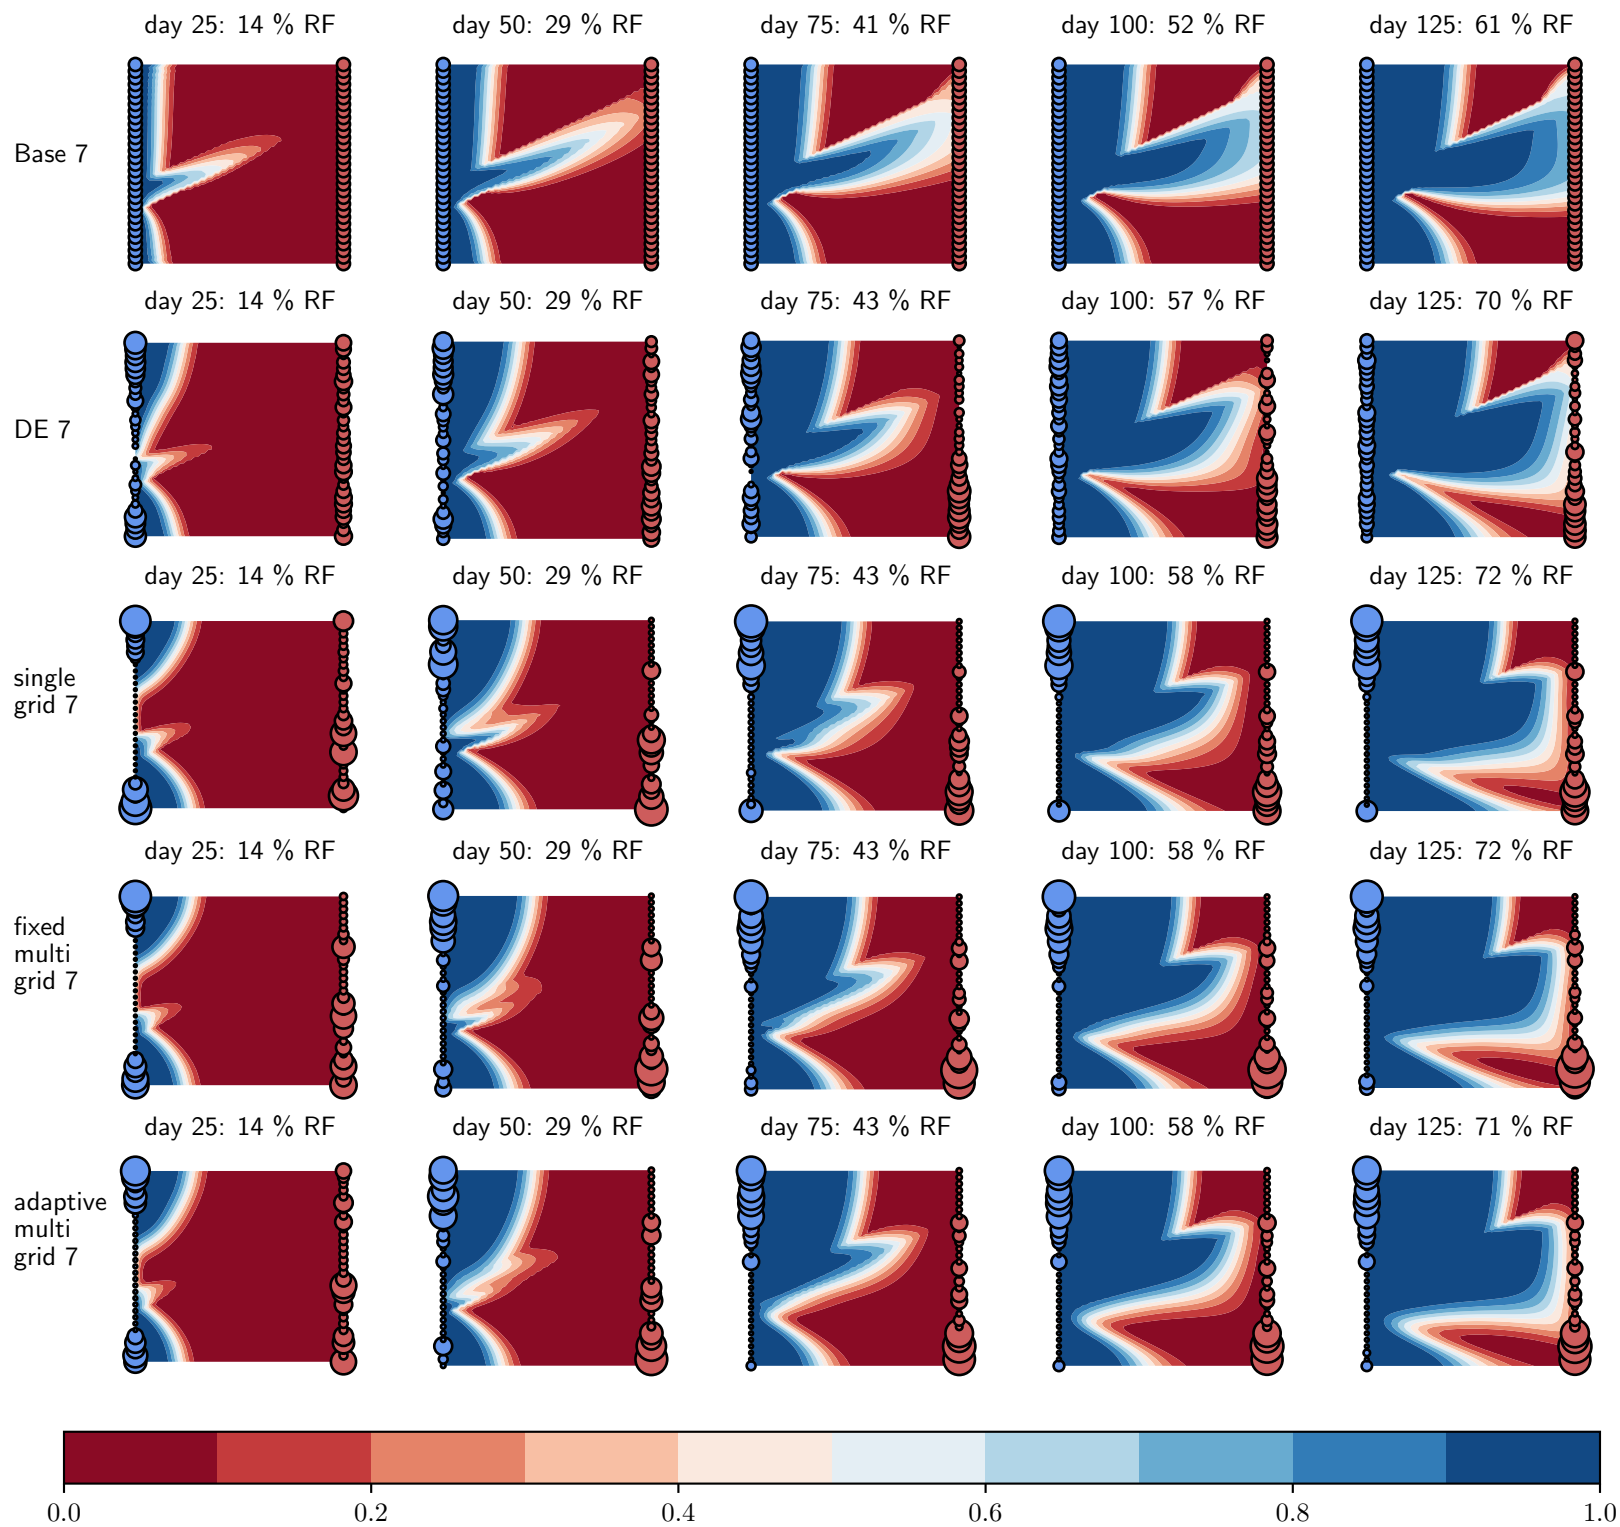 day 25: 14 % RF
day 50: 29 % RF
day 75: 41 % RF
day 100: 52 % RF
day 125: 61 % RF
Base 7
day 25: 14 % RF
day 50: 29 % RF
day 75: 43 % RF
day 100: 57 % RF
day 125: 70 % RF
DE 7
day 25: 14 % RF
day 50: 29 % RF
day 75: 43 % RF
day 100: 58 % RF
day 125: 72 % RF
single
grid 7
day 25: 14 % RF
day 50: 29 % RF
day 75: 43 % RF
day 100: 58 % RF
day 125: 72 % RF
fixed
multi
grid 7
day 25: 14 % RF
day 50: 29 % RF
day 75: 43 % RF
day 100: 58 % RF
day 125: 71 % RF
adaptive
multi
grid 7
0.0
0.2
0.4
0.6
0.8
1.0